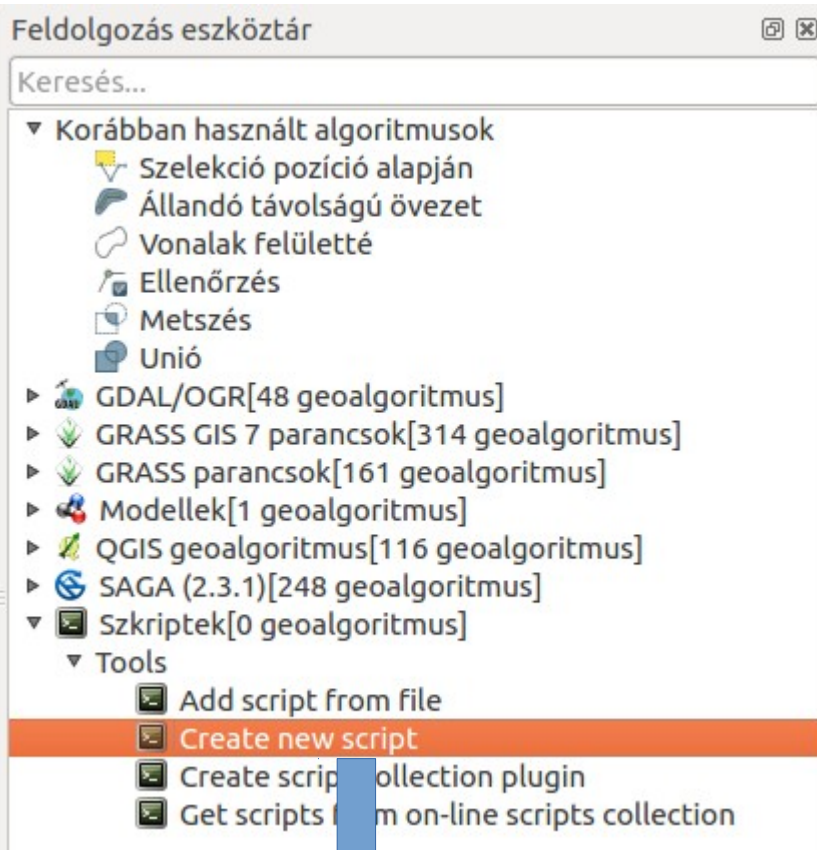 Feldolgozás eszköztár
Keresés...
Korábban használt algoritmusok
Szelekció pozíció alapján
Állandó távolságú övezet
Vonalak felületté
Ellenőrzés
Metszés
Unió
GDAL/OGR[48 geoalgoritmus]
GRASS GIS 7 parancsok[314 geoalgoritmus]
GRASS parancsok[161 geoalgoritmus]
Modellek[1 geoalgoritmus]
QGIS geoalgoritmus[116 geoalgoritmus]
SAGA (2.3.1)[248 geoalgoritmus]
Szkriptek[0 geoalgoritmus]
Tools
Add script from file
Create new script
Create plugin
Get scripts on-line scripts collection